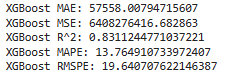 XGBoost MAE: 57558.00794715607
XGBoost MSE: 6408276416.682863
XGBoost R^2: 0.8311244771037221
XGBoost MAPE: 13.764910733972407
XGBoost RMSPE: 19.640707622146387